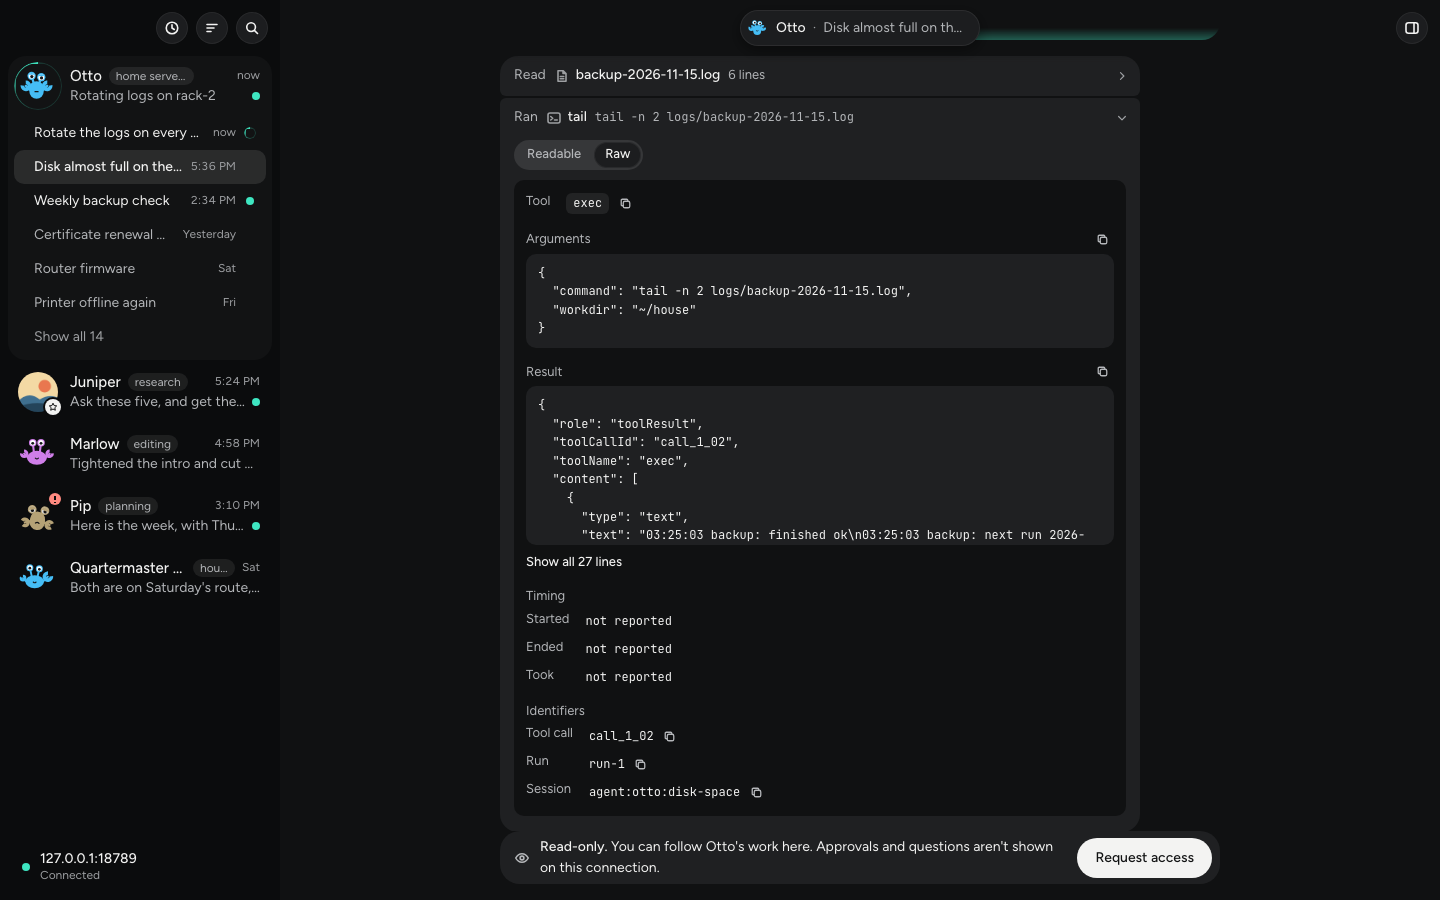 Otto · Disk almost full on th...
Otto home serve... now
Rotating logs on rack-2
Rotate the logs on every ... now
Disk almost full on the... 5:36 PM
Weekly backup check 2:34 PM
Certificate renewal ... Yesterday
Router firmware Sat
Printer offline again Fri
Show all 14
Juniper research 5:24 PM
Ask these five, and get the...
Marlow editing 4:58 PM
Tightened the intro and cut ...
Pip planning 3:10 PM
Here is the week, with Thu...
Quartermaster ... hou... Sat
Both are on Saturday's route,...
127.0.0.1:18789
Connected
Read backup-2026-11-15.log 6 lines
Ran tail tail -n 2 logs/backup-2026-11-15.log
Readable Raw
Tool exec
Arguments
{
"command": "tail -n 2 logs/backup-2026-11-15.log",
"workdir": "~/house"
}
Result
{
"role": "toolResult",
"toolCallId": "call_1_02",
"toolName": "exec",
"content": [
{
"type": "text",
"text": "03:25:03 backup: finished ok\n03:25:03 backup: next run 2026-
Show all 27 lines
Timing
Started not reported
Ended not reported
Took not reported
Identifiers
Tool call call_1_02
Run run-1
Session agent:otto:disk-space
Read-only. You can follow Otto's work here. Approvals and questions aren't shown
on this connection.
Request access